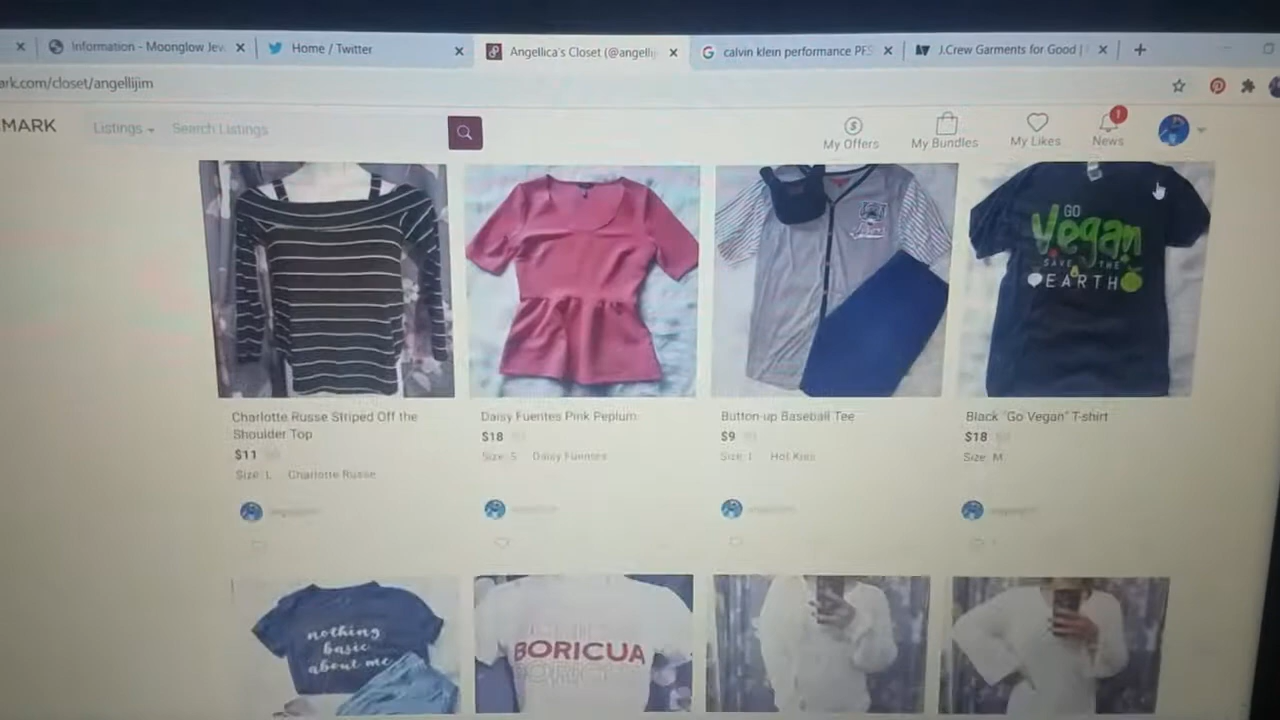 Information - Moonglow Jew
Home / Twitter
Angellica's Closet (@angelli
calvin klein performance PFS
J.Crew Garments for Good |
ark.com/closet/angellijim
MARK
Listings
Search Listings
My Offers
My Bundles
My Likes
1
News
GO
Vegan
SAVE THE
EARTH
Charlotte Russe Striped Off the
Shoulder Top
$11
Size: L Charlotte Russe
Daisy Fuentes Pink Peplum
$18
Size: S Daisy Fuentes
Button-up Baseball Tee
$9
Size: L Hot Kiss
Black "Go Vegan" T-shirt
$18
Size: M
nothing
basic
about me
BORICUA